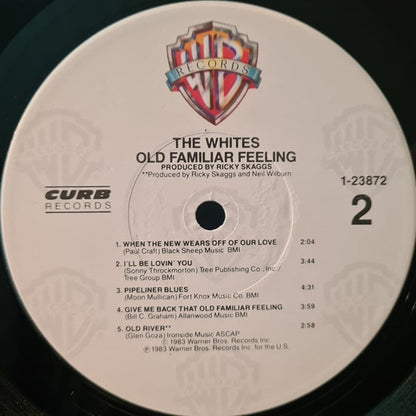 WB
RECORDS
THE WHITES
OLD FAMILIAR FEELING
PRODUCED BY RICKY SKAGGS
**Produced by Ricky Skaggs and Neil Wilburn
CURB
RECORDS
1-23872
2
1. WHEN THE NEW WEARS OFF OF OUR LOVE 2:04
(Paul Craft) Black Sheep Music BMI
2. I'LL BE LOVIN' YOU 3:44
(Sonny Throckmorton) Tree Publishing Co., Inc./
Tree Group BMI
3. PIPELINER BLUES 4:31
(Moon Mullican) Fort Knox Music Co. BMI
4. GIVE ME BACK THAT OLD FAMILIAR FEELING 3:59
(Bill C. Graham) Allanwood Music BMI
5. OLD RIVER** 2:58
(Glen Goza) Ironside Music ASCAP
© 1983 Warner Bros. Records Inc.
℗ 1983 Warner Bros. Records Inc. for the U.S.